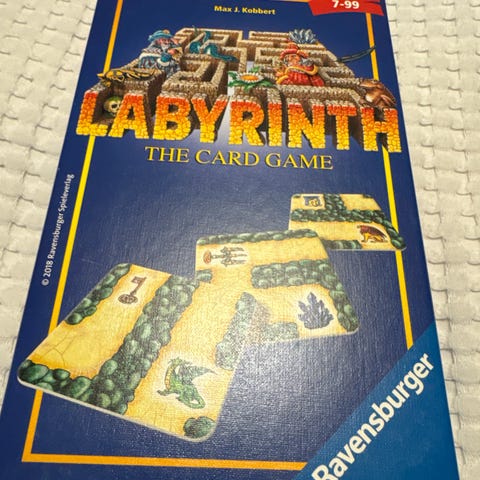 Max J. Kobbert
7-99
LABYRINTH
THE CARD GAME
© 2018 Ravensburger Spieleverlag
Ravensburger